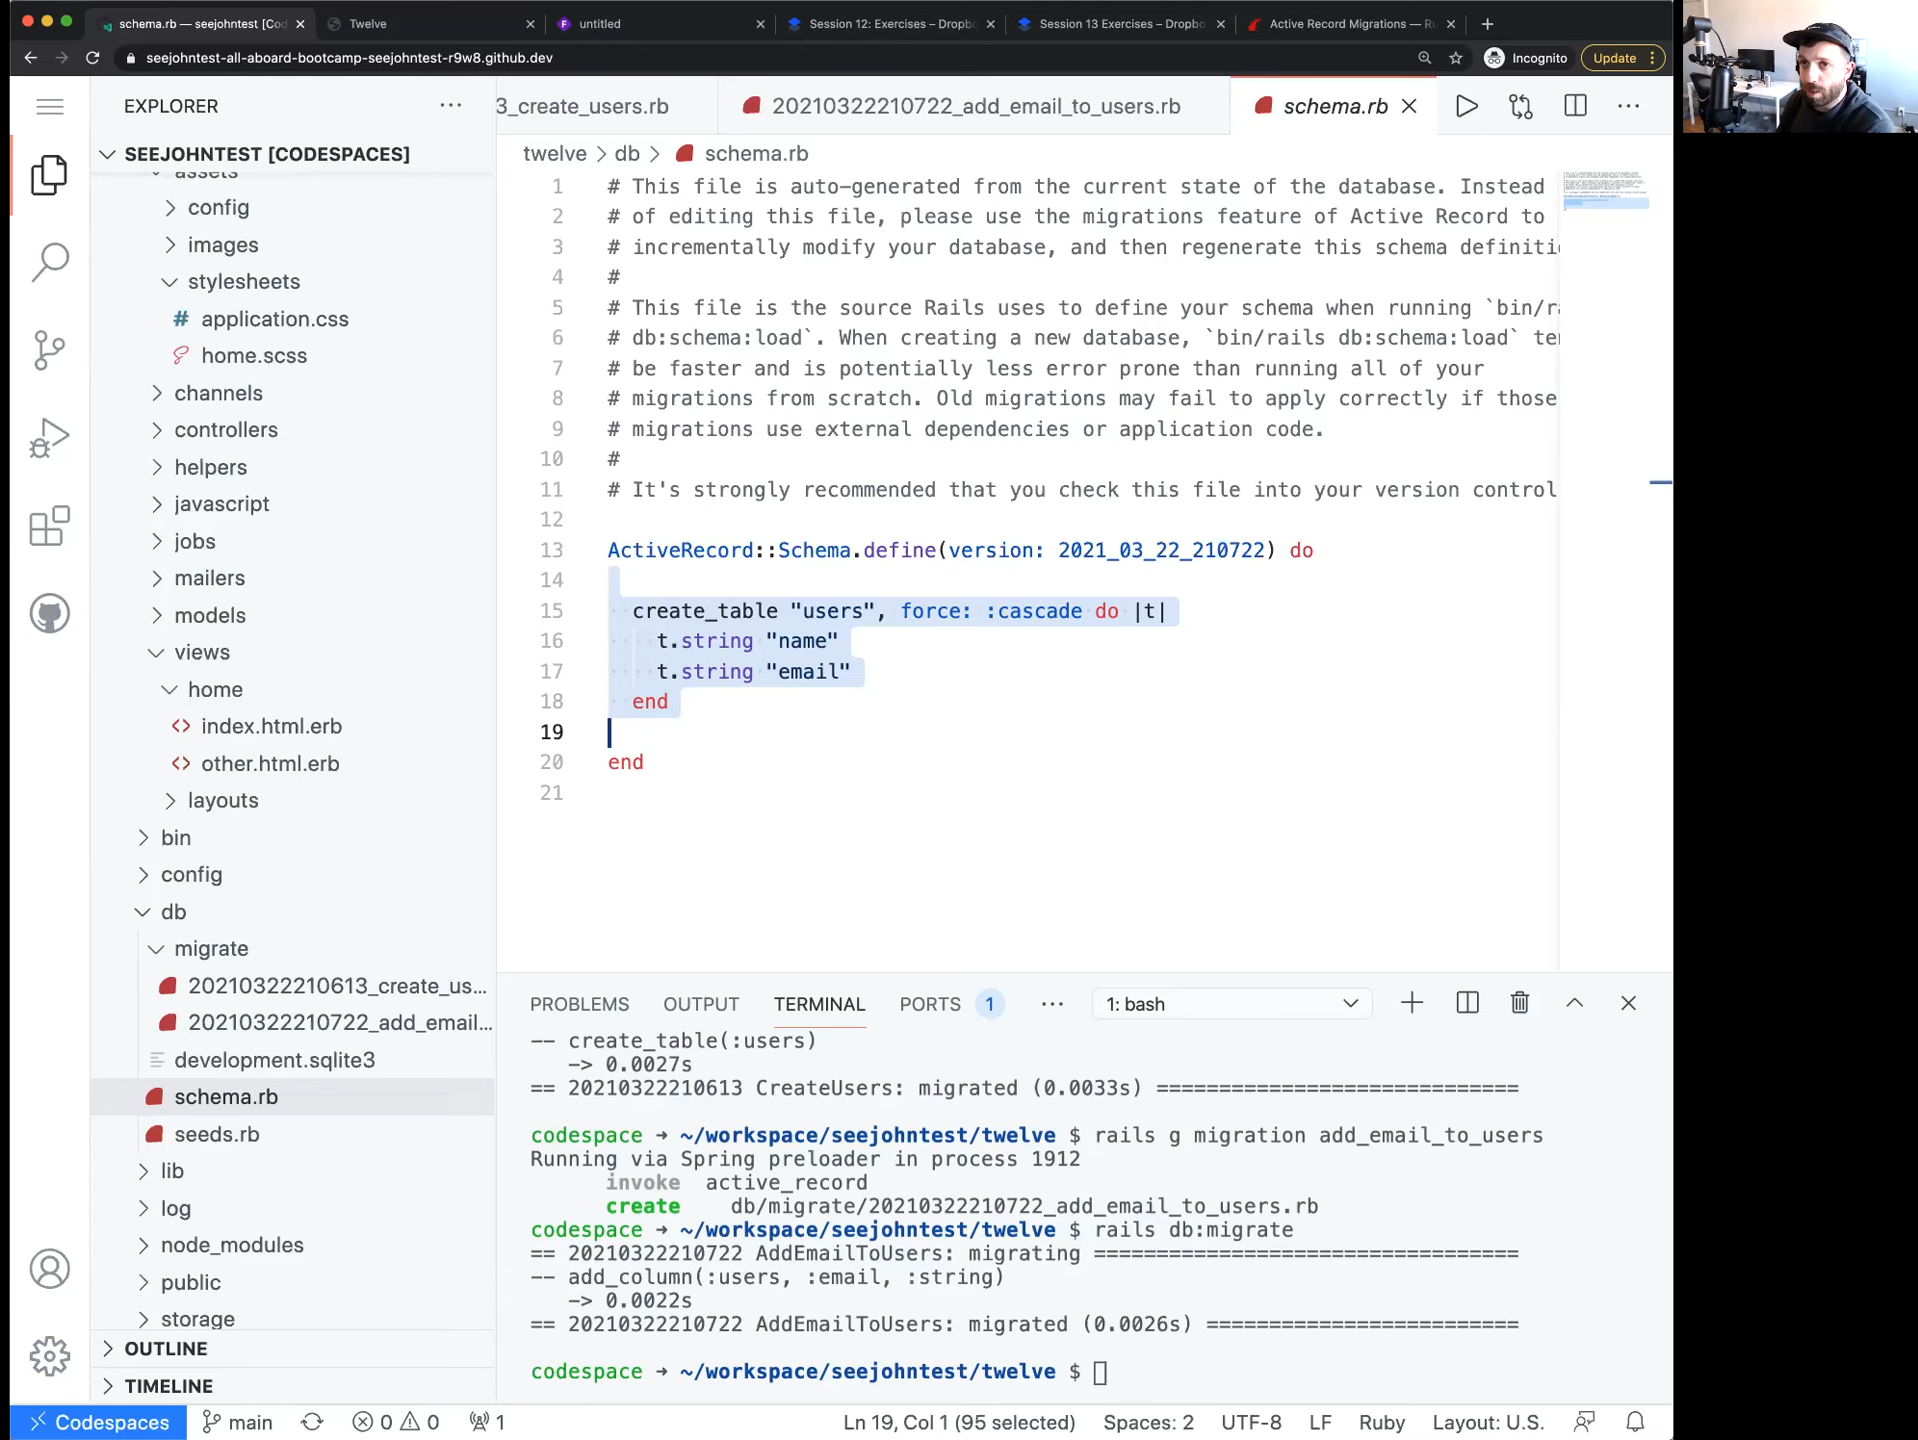 schema.rb — seejohntest [Cod
Twelve
untitled
Session 12: Exercises – Dropbo
Session 13 Exercises – Dropbo
Active Record Migrations — Ru
seejohntest-all-aboard-bootcamp-seejohntest-r9w8.github.dev
Incognito
Update
EXPLORER
3_create_users.rb
20210322210722_add_email_to_users.rb
schema.rb
SEEJOHNTEST [CODESPACES]
twelve > db > schema.rb
assets
config
images
stylesheets
application.css
home.scss
channels
controllers
helpers
javascript
jobs
mailers
models
views
home
index.html.erb
other.html.erb
layouts
bin
config
db
migrate
20210322210613_create_us...
20210322210722_add_email...
development.sqlite3
schema.rb
seeds.rb
lib
log
node_modules
public
storage
OUTLINE
TIMELINE
1 # This file is auto-generated from the current state of the database. Instead
2 # of editing this file, please use the migrations feature of Active Record to
3 # incrementally modify your database, and then regenerate this schema definiti
4 #
5 # This file is the source Rails uses to define your schema when running `bin/ra
6 # db:schema:load`. When creating a new database, `bin/rails db:schema:load` te
7 # be faster and is potentially less error prone than running all of your
8 # migrations from scratch. Old migrations may fail to apply correctly if those
9 # migrations use external dependencies or application code.
10 #
11 # It's strongly recommended that you check this file into your version control
12
13 ActiveRecord::Schema.define(version: 2021_03_22_210722) do
14
15 create_table "users", force: :cascade do |t|
16 t.string "name"
17 t.string "email"
18 end
19
20 end
21
PROBLEMS OUTPUT TERMINAL PORTS 1 ... 1: bash
-- create_table(:users)
-> 0.0027s
== 20210322210613 CreateUsers: migrated (0.0033s) =============================
codespace ➜ ~/workspace/seejohntest/twelve $ rails g migration add_email_to_users
Running via Spring preloader in process 1912
invoke active_record
create db/migrate/20210322210722_add_email_to_users.rb
codespace ➜ ~/workspace/seejohntest/twelve $ rails db:migrate
== 20210322210722 AddEmailToUsers: migrating ==================================
-- add_column(:users, :email, :string)
-> 0.0022s
== 20210322210722 AddEmailToUsers: migrated (0.0026s) =========================
codespace ➜ ~/workspace/seejohntest/twelve $
Codespaces main 0 0 1 Ln 19, Col 1 (95 selected) Spaces: 2 UTF-8 LF Ruby Layout: U.S.